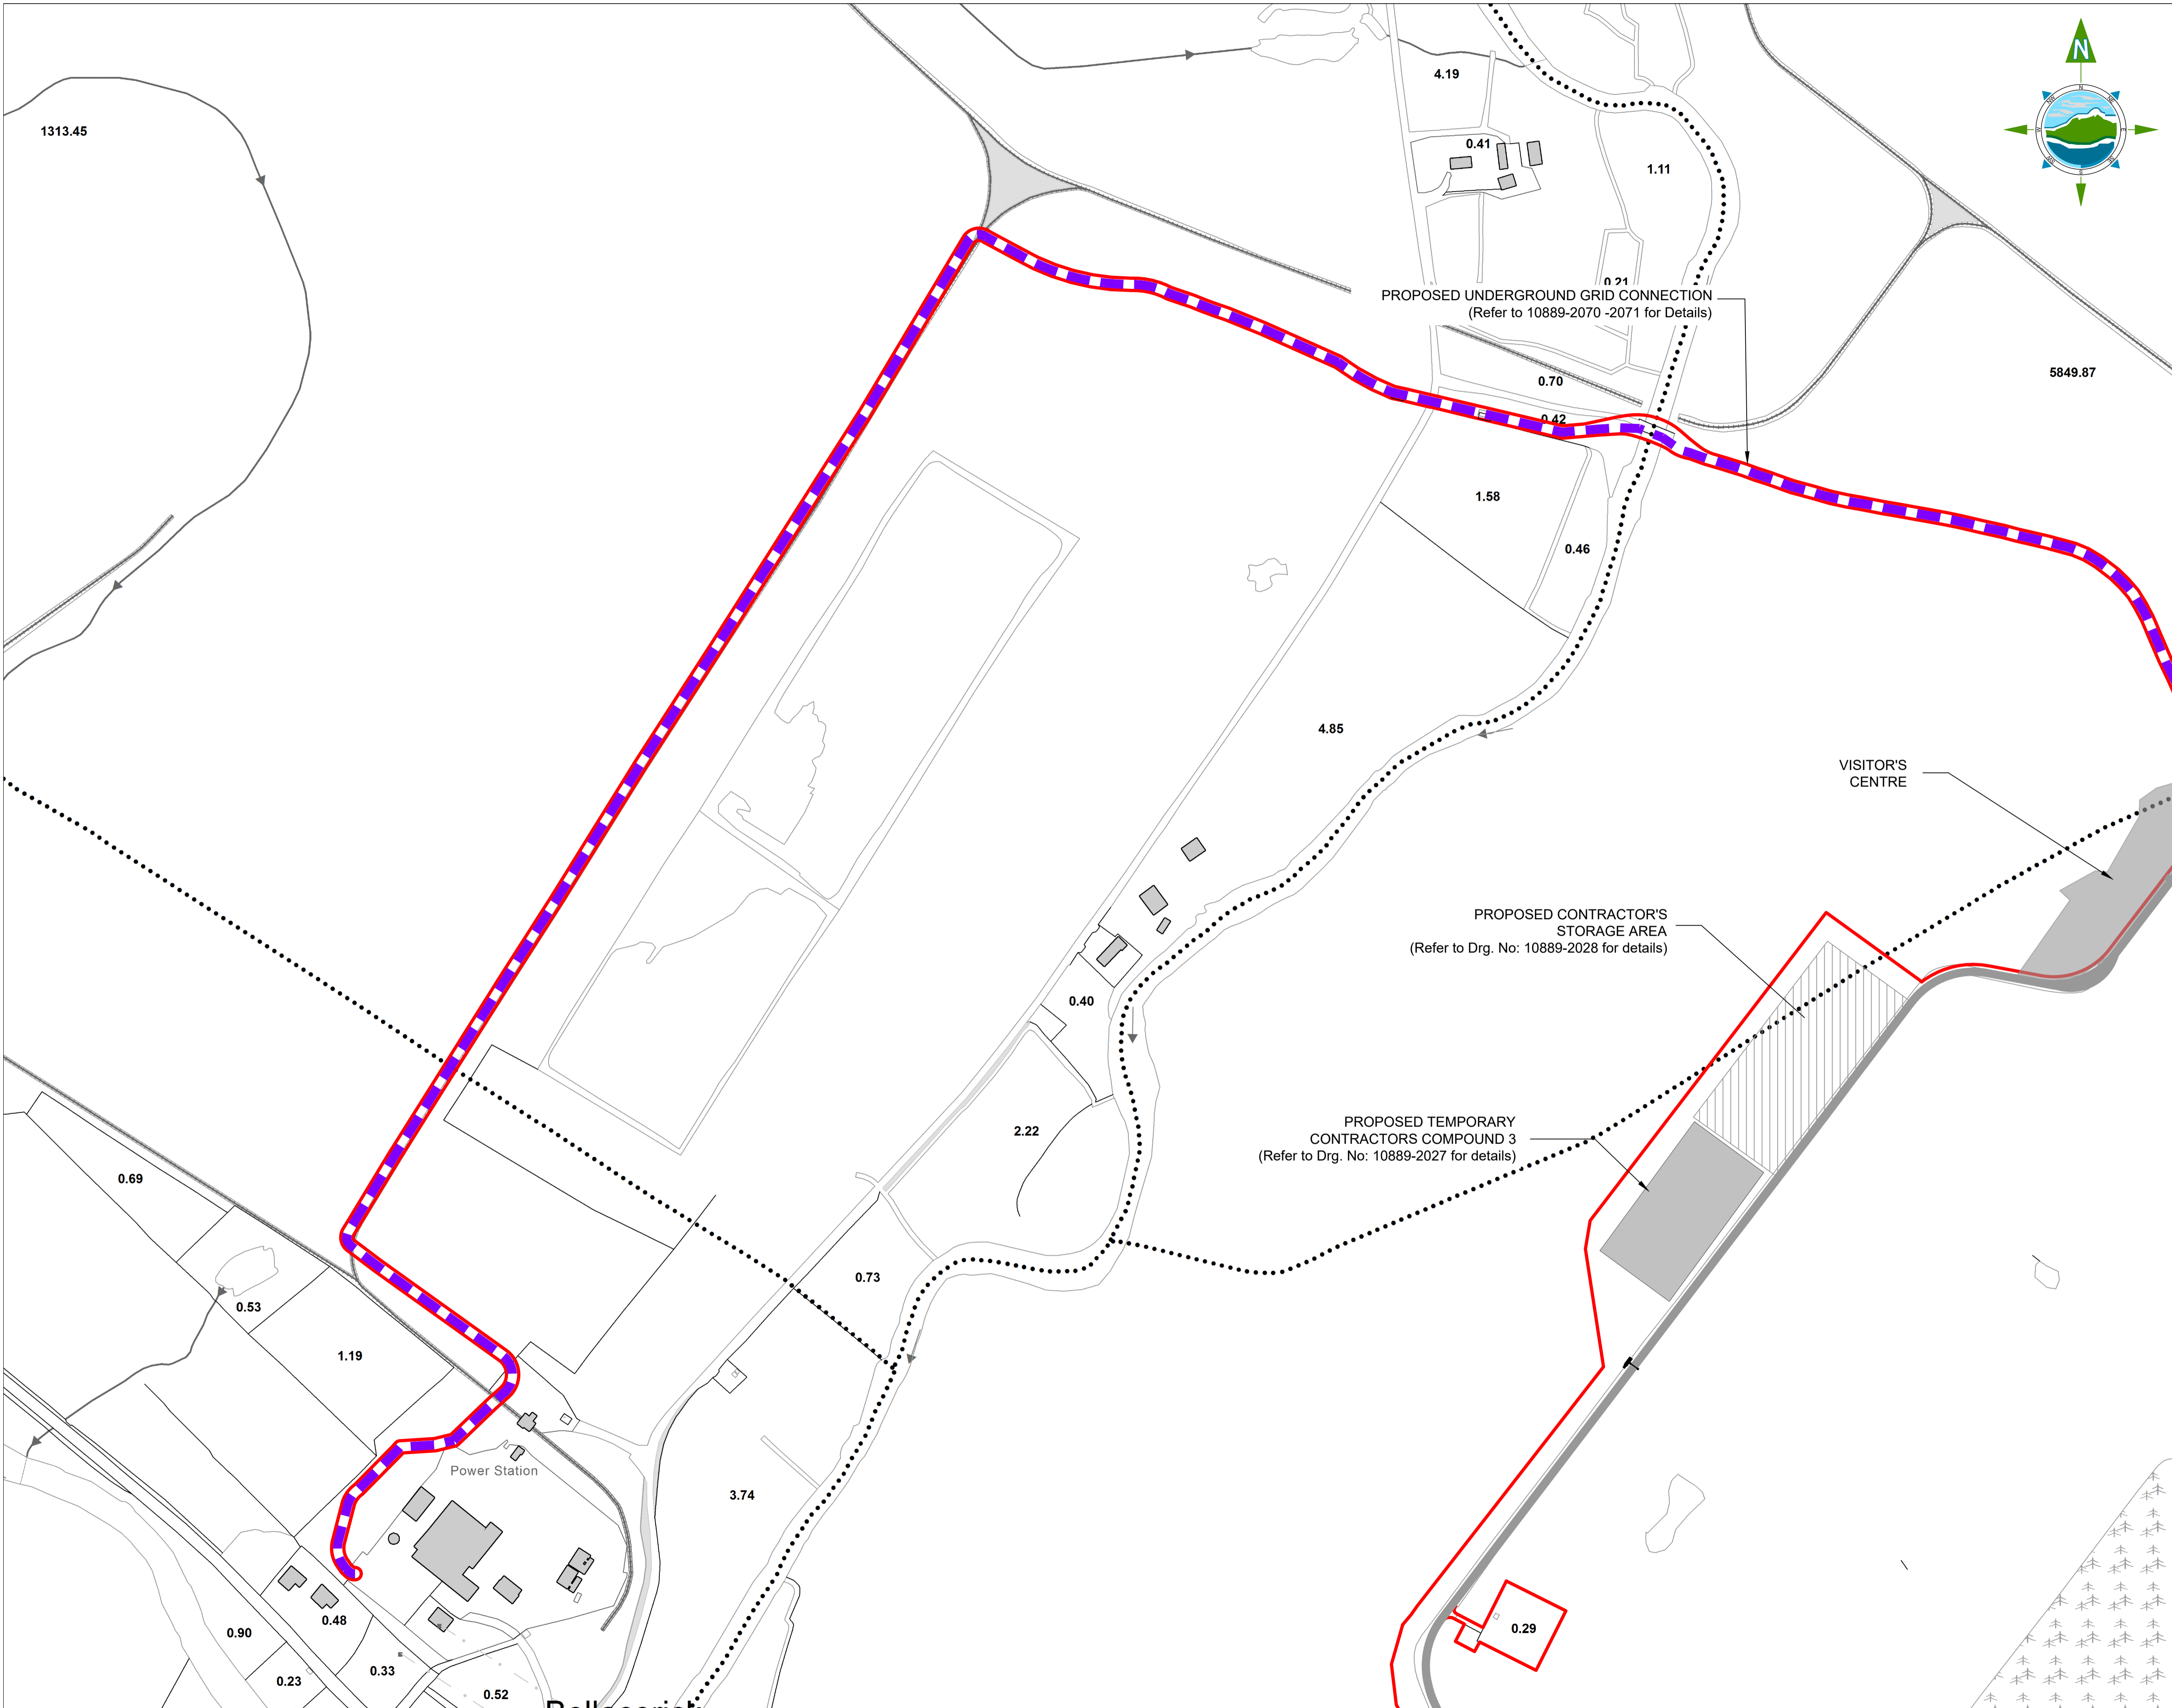 N
1313.45
4.19
0.41
1.11
0.21
PROPOSED UNDERGROUND GRID CONNECTION
(Refer to 10889-2070 -2071 for Details)
5849.87
0.70
0.42
1.58
0.46
4.85
VISITOR'S
CENTRE
PROPOSED CONTRACTOR'S
STORAGE AREA
(Refer to Drg. No: 10889-2028 for details)
0.40
PROPOSED TEMPORARY
CONTRACTORS COMPOUND 3
(Refer to Drg. No: 10889-2027 for details)
2.22
0.69
0.73
0.53
1.19
Power Station
3.74
0.48
0.90
0.29
0.33
0.23
0.52